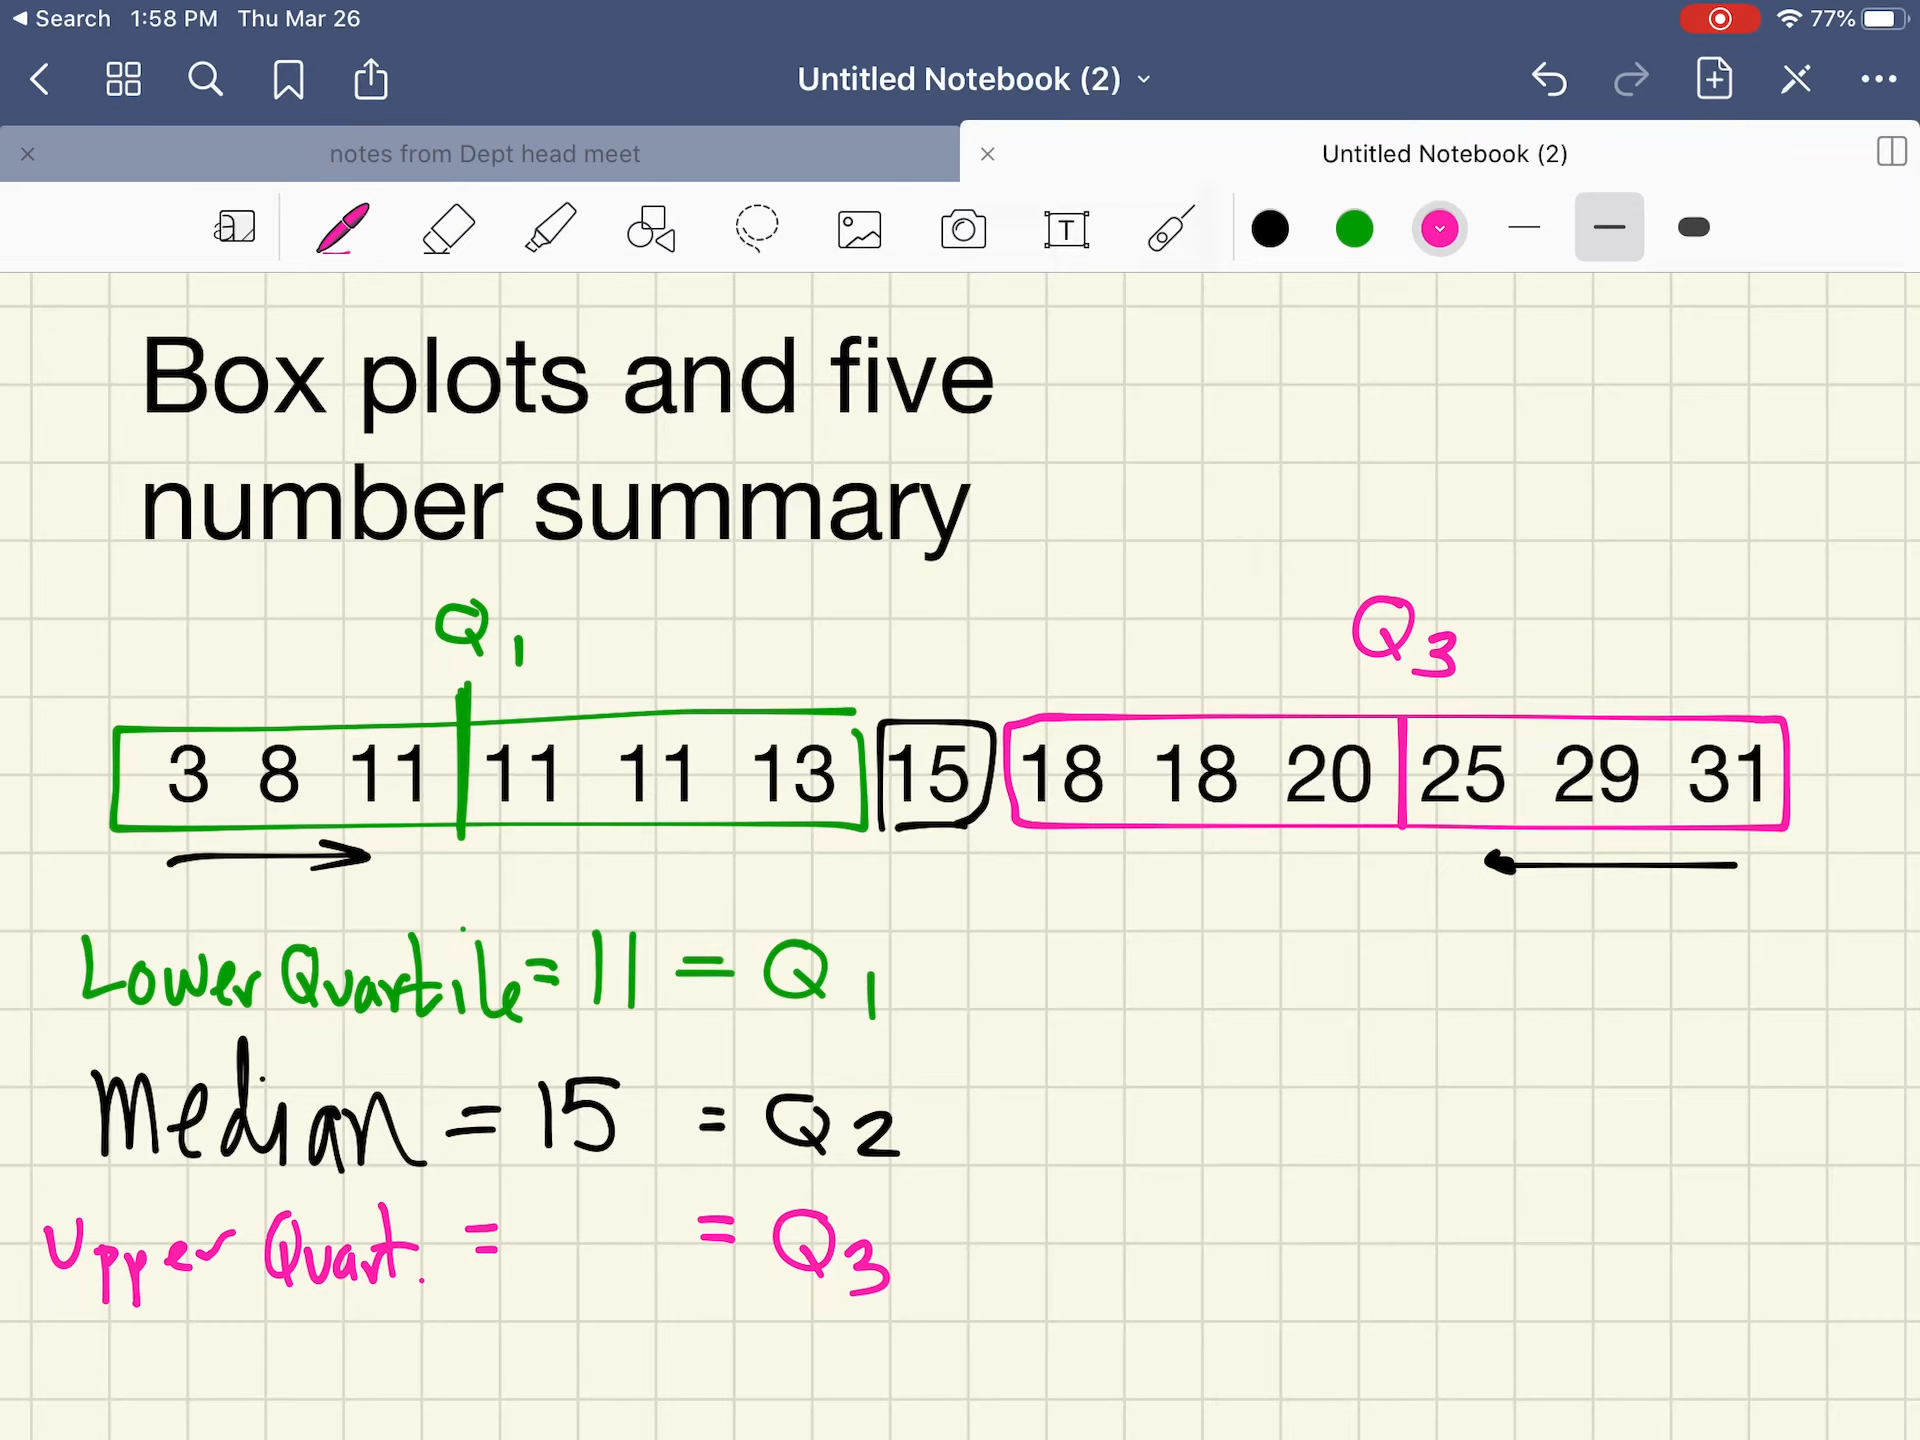 Search 1:58 PM Thu Mar 26 77%
Untitled Notebook (2)
notes from Dept head meet Untitled Notebook (2)
T
Box plots and five
number summary
Q1 Q3
3 8 11 11 11 13 15 18 18 20 25 29 31
Lower Quartile = 11 = Q1
Median = 15 = Q2
Upper Quart. = = Q3